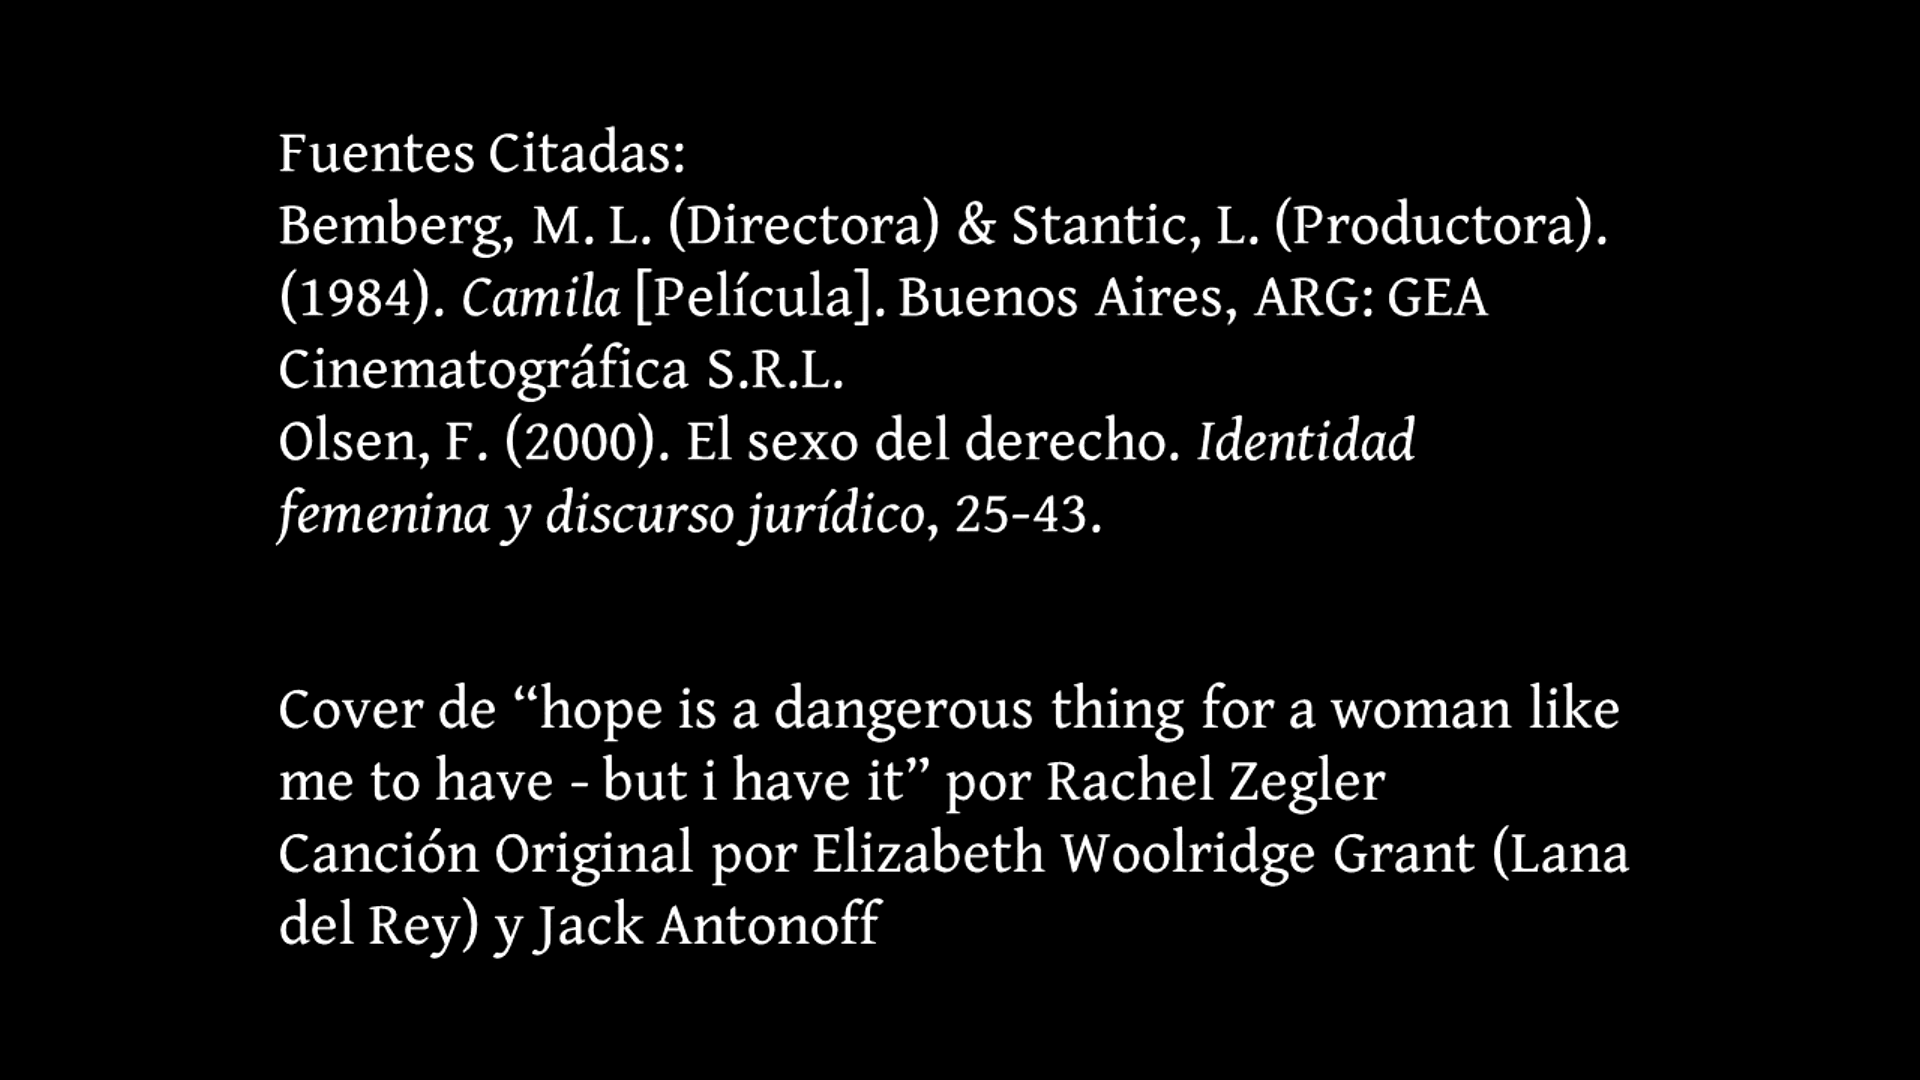 Fuentes Citadas:
Bemberg, M. L. (Directora) & Stantic, L. (Productora).
(1984). Camila [Película]. Buenos Aires, ARG: GEA
Cinematográfica S.R.L.
Olsen, F. (2000). El sexo del derecho. Identidad
femenina y discurso jurídico, 25-43.
Cover de “hope is a dangerous thing for a woman like
me to have - but i have it” por Rachel Zegler
Canción Original por Elizabeth Woolridge Grant (Lana
del Rey) y Jack Antonoff